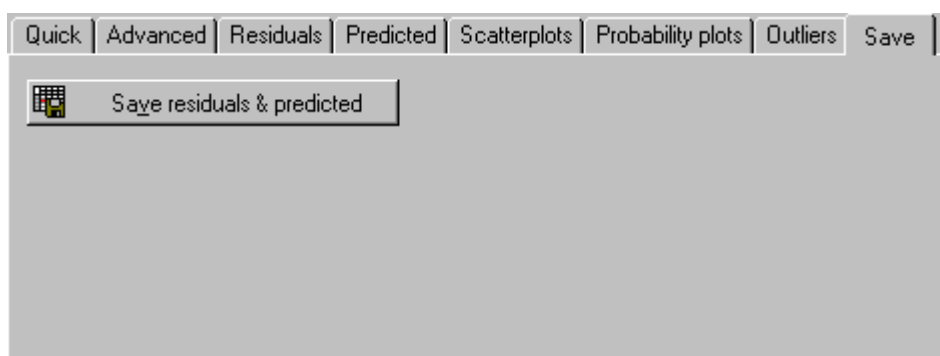 Quick Advanced Residuals Predicted Scatterplots Probability plots Outliers Save
Save residuals & predicted